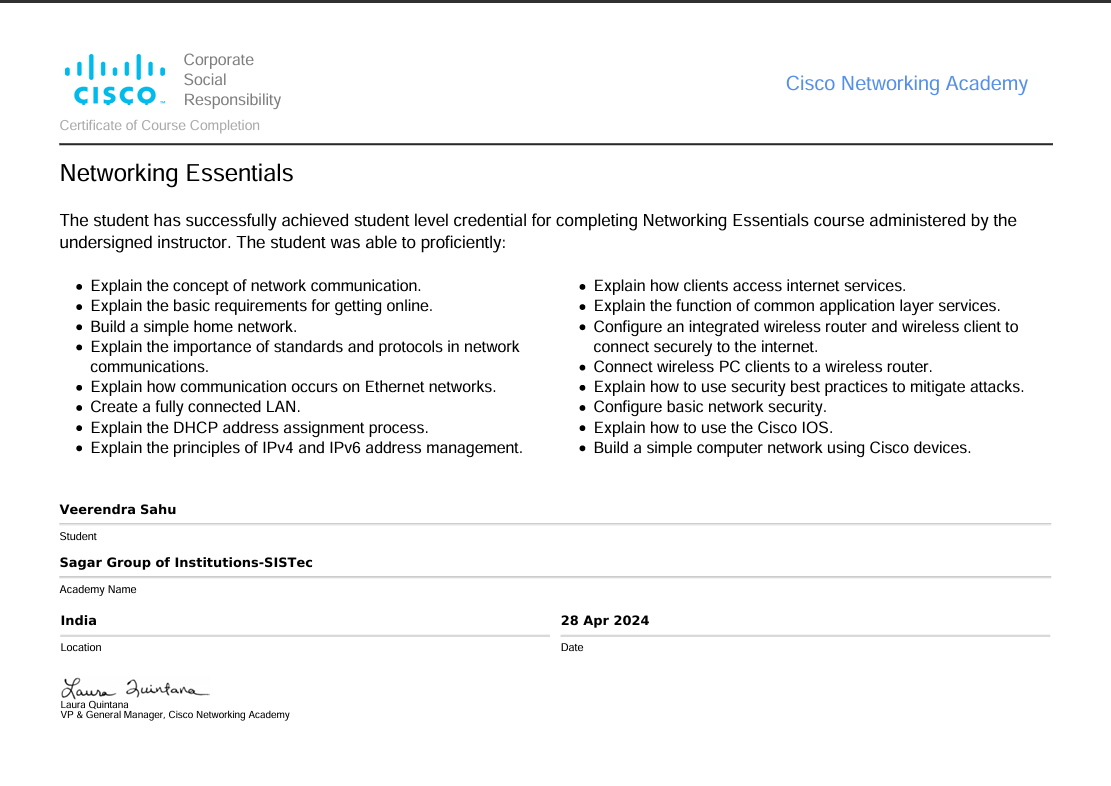 Corporate
Social
Responsibility
CISCO™
Cisco Networking Academy
Certificate of Course Completion
Networking Essentials
The student has successfully achieved student level credential for completing Networking Essentials course administered by the
undersigned instructor. The student was able to proficiently:
• Explain the concept of network communication.
• Explain the basic requirements for getting online.
• Build a simple home network.
• Explain the importance of standards and protocols in network
communications.
• Explain how communication occurs on Ethernet networks.
• Create a fully connected LAN.
• Explain the DHCP address assignment process.
• Explain the principles of IPv4 and IPv6 address management.
• Explain how clients access internet services.
• Explain the function of common application layer services.
• Configure an integrated wireless router and wireless client to
connect securely to the internet.
• Connect wireless PC clients to a wireless router.
• Explain how to use security best practices to mitigate attacks.
• Configure basic network security.
• Explain how to use the Cisco IOS.
• Build a simple computer network using Cisco devices.
Veerendra Sahu
Student
Sagar Group of Institutions-SISTec
Academy Name
India
Location
28 Apr 2024
Date
Laura Quintana
Laura Quintana
VP & General Manager, Cisco Networking Academy